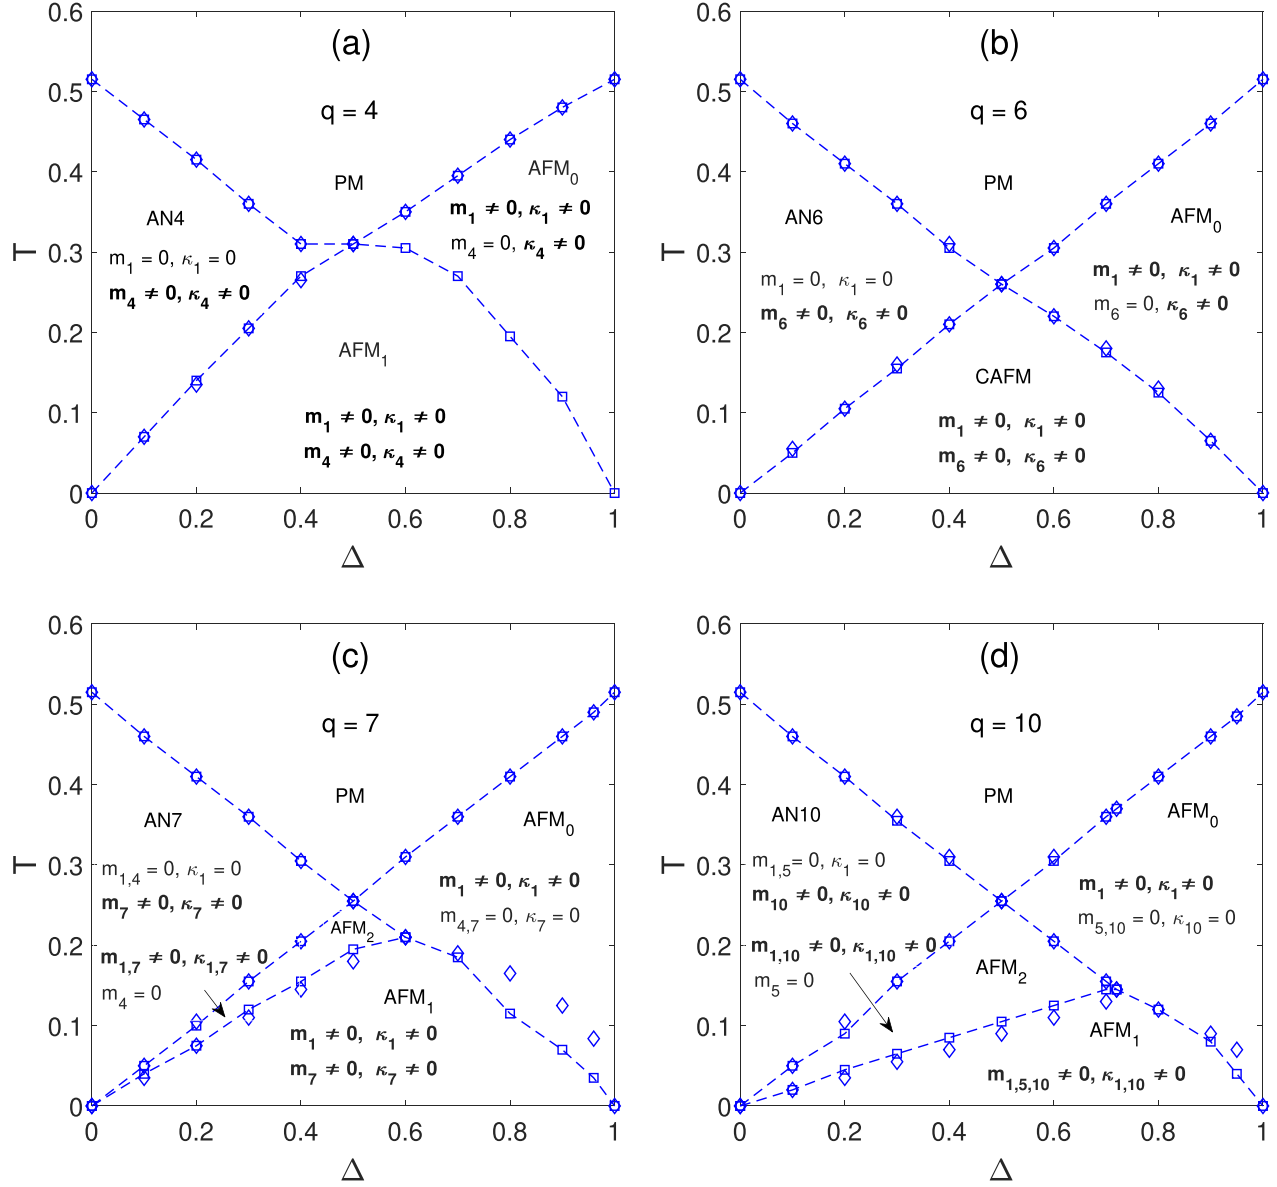 (a)
q = 4
0.6
0.5
0.4
0.3
0.2
0.1
0
T
PM
AFM0
m1 ≠ 0, κ1 ≠ 0
m4 = 0, κ4 ≠ 0
AN4
m1 = 0, κ1 = 0
m4 ≠ 0, κ4 ≠ 0
AFM1
m1 ≠ 0, κ1 ≠ 0
m4 ≠ 0, κ4 ≠ 0
0 0.2 0.4 0.6 0.8 1
Δ
(b)
q = 6
0.6
0.5
0.4
0.3
0.2
0.1
0
T
PM
AN6
m1 = 0, κ1 = 0
m6 ≠ 0, κ6 ≠ 0
AFM0
m1 ≠ 0, κ1 ≠ 0
m6 = 0, κ6 ≠ 0
CAFM
m1 ≠ 0, κ1 ≠ 0
m6 ≠ 0, κ6 ≠ 0
0 0.2 0.4 0.6 0.8 1
Δ
(c)
q = 7
0.6
0.5
0.4
0.3
0.2
0.1
0
T
PM
AN7
m1,4 = 0, κ1 = 0
m7 ≠ 0, κ7 ≠ 0
AFM0
m1 ≠ 0, κ1 ≠ 0
m4,7 = 0, κ7 = 0
AFM2
m1,7 ≠ 0, κ1,7 ≠ 0
m4 = 0
AFM1
m1 ≠ 0, κ1 ≠ 0
m7 ≠ 0, κ7 ≠ 0
0 0.2 0.4 0.6 0.8 1
Δ
(d)
q = 10
0.6
0.5
0.4
0.3
0.2
0.1
0
T
PM
AN10
m1,5= 0, κ1 = 0
m10 ≠ 0, κ10 ≠ 0
AFM0
m1 ≠ 0, κ1≠ 0
m5,10 = 0, κ10 = 0
m1,10 ≠ 0, κ1,10 ≠ 0
m5 = 0
AFM2
AFM1
m1,5,10 ≠ 0, κ1,10 ≠ 0
0 0.2 0.4 0.6 0.8 1
Δ